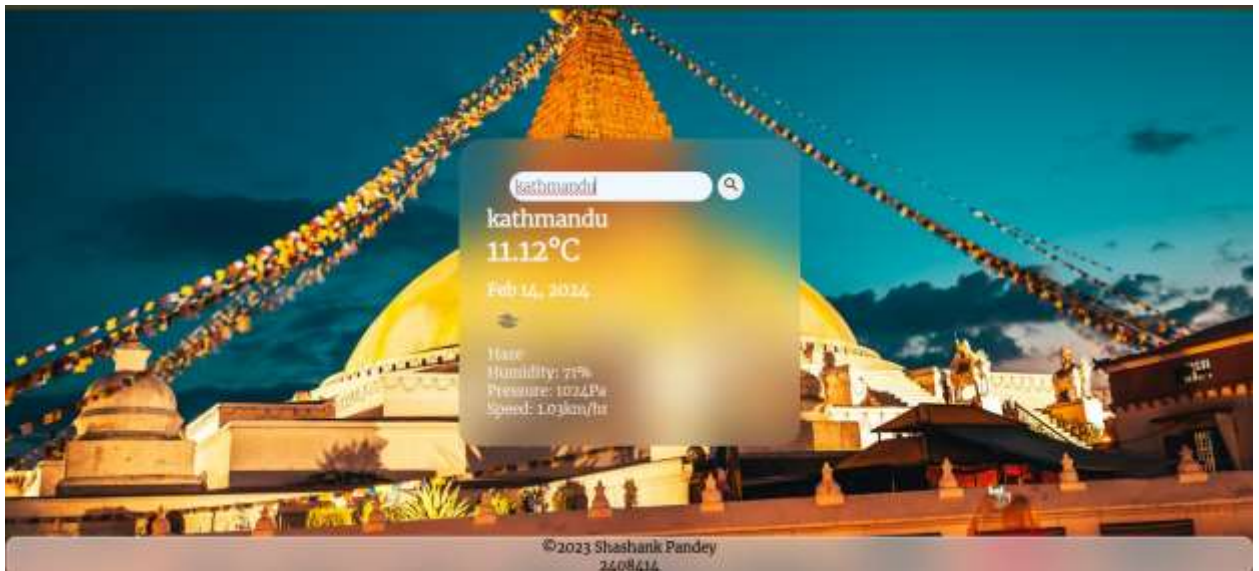 kathmandu
kathmandu
11.12°C
Feb 14, 2024
Haze
Humidity: 71%
Pressure: 1024Pa
Speed: 1.03km/hr
©2023 Shashank Pandey
2408414